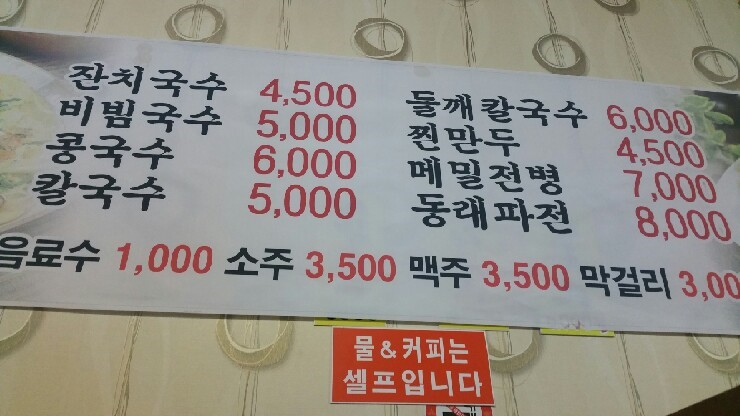 잔치국수 4,500
비빔국수 5,000
콩국수 6,000
칼국수 5,000
들깨칼국수 6,000
찐만두 4,500
메밀전병 7,000
동래파전 8,000
음료수 1,000 소주 3,500 맥주 3,500 막걸리 3,00
물&커피는
셀프입니다